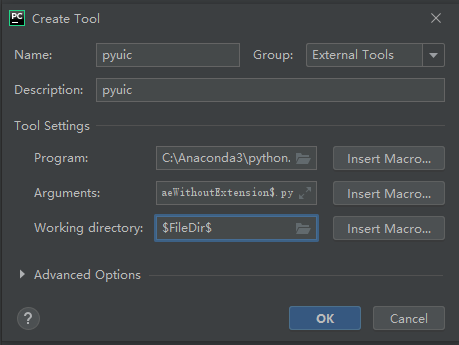 PC Create Tool
Name: pyuic Group: External Tools
Description: pyuic
Tool Settings
Program: C:\Anaconda3\python. Insert Macro...
Arguments: aeWithoutExtension$.py Insert Macro...
Working directory: $FileDir$ Insert Macro...
Advanced Options
? OK Cancel